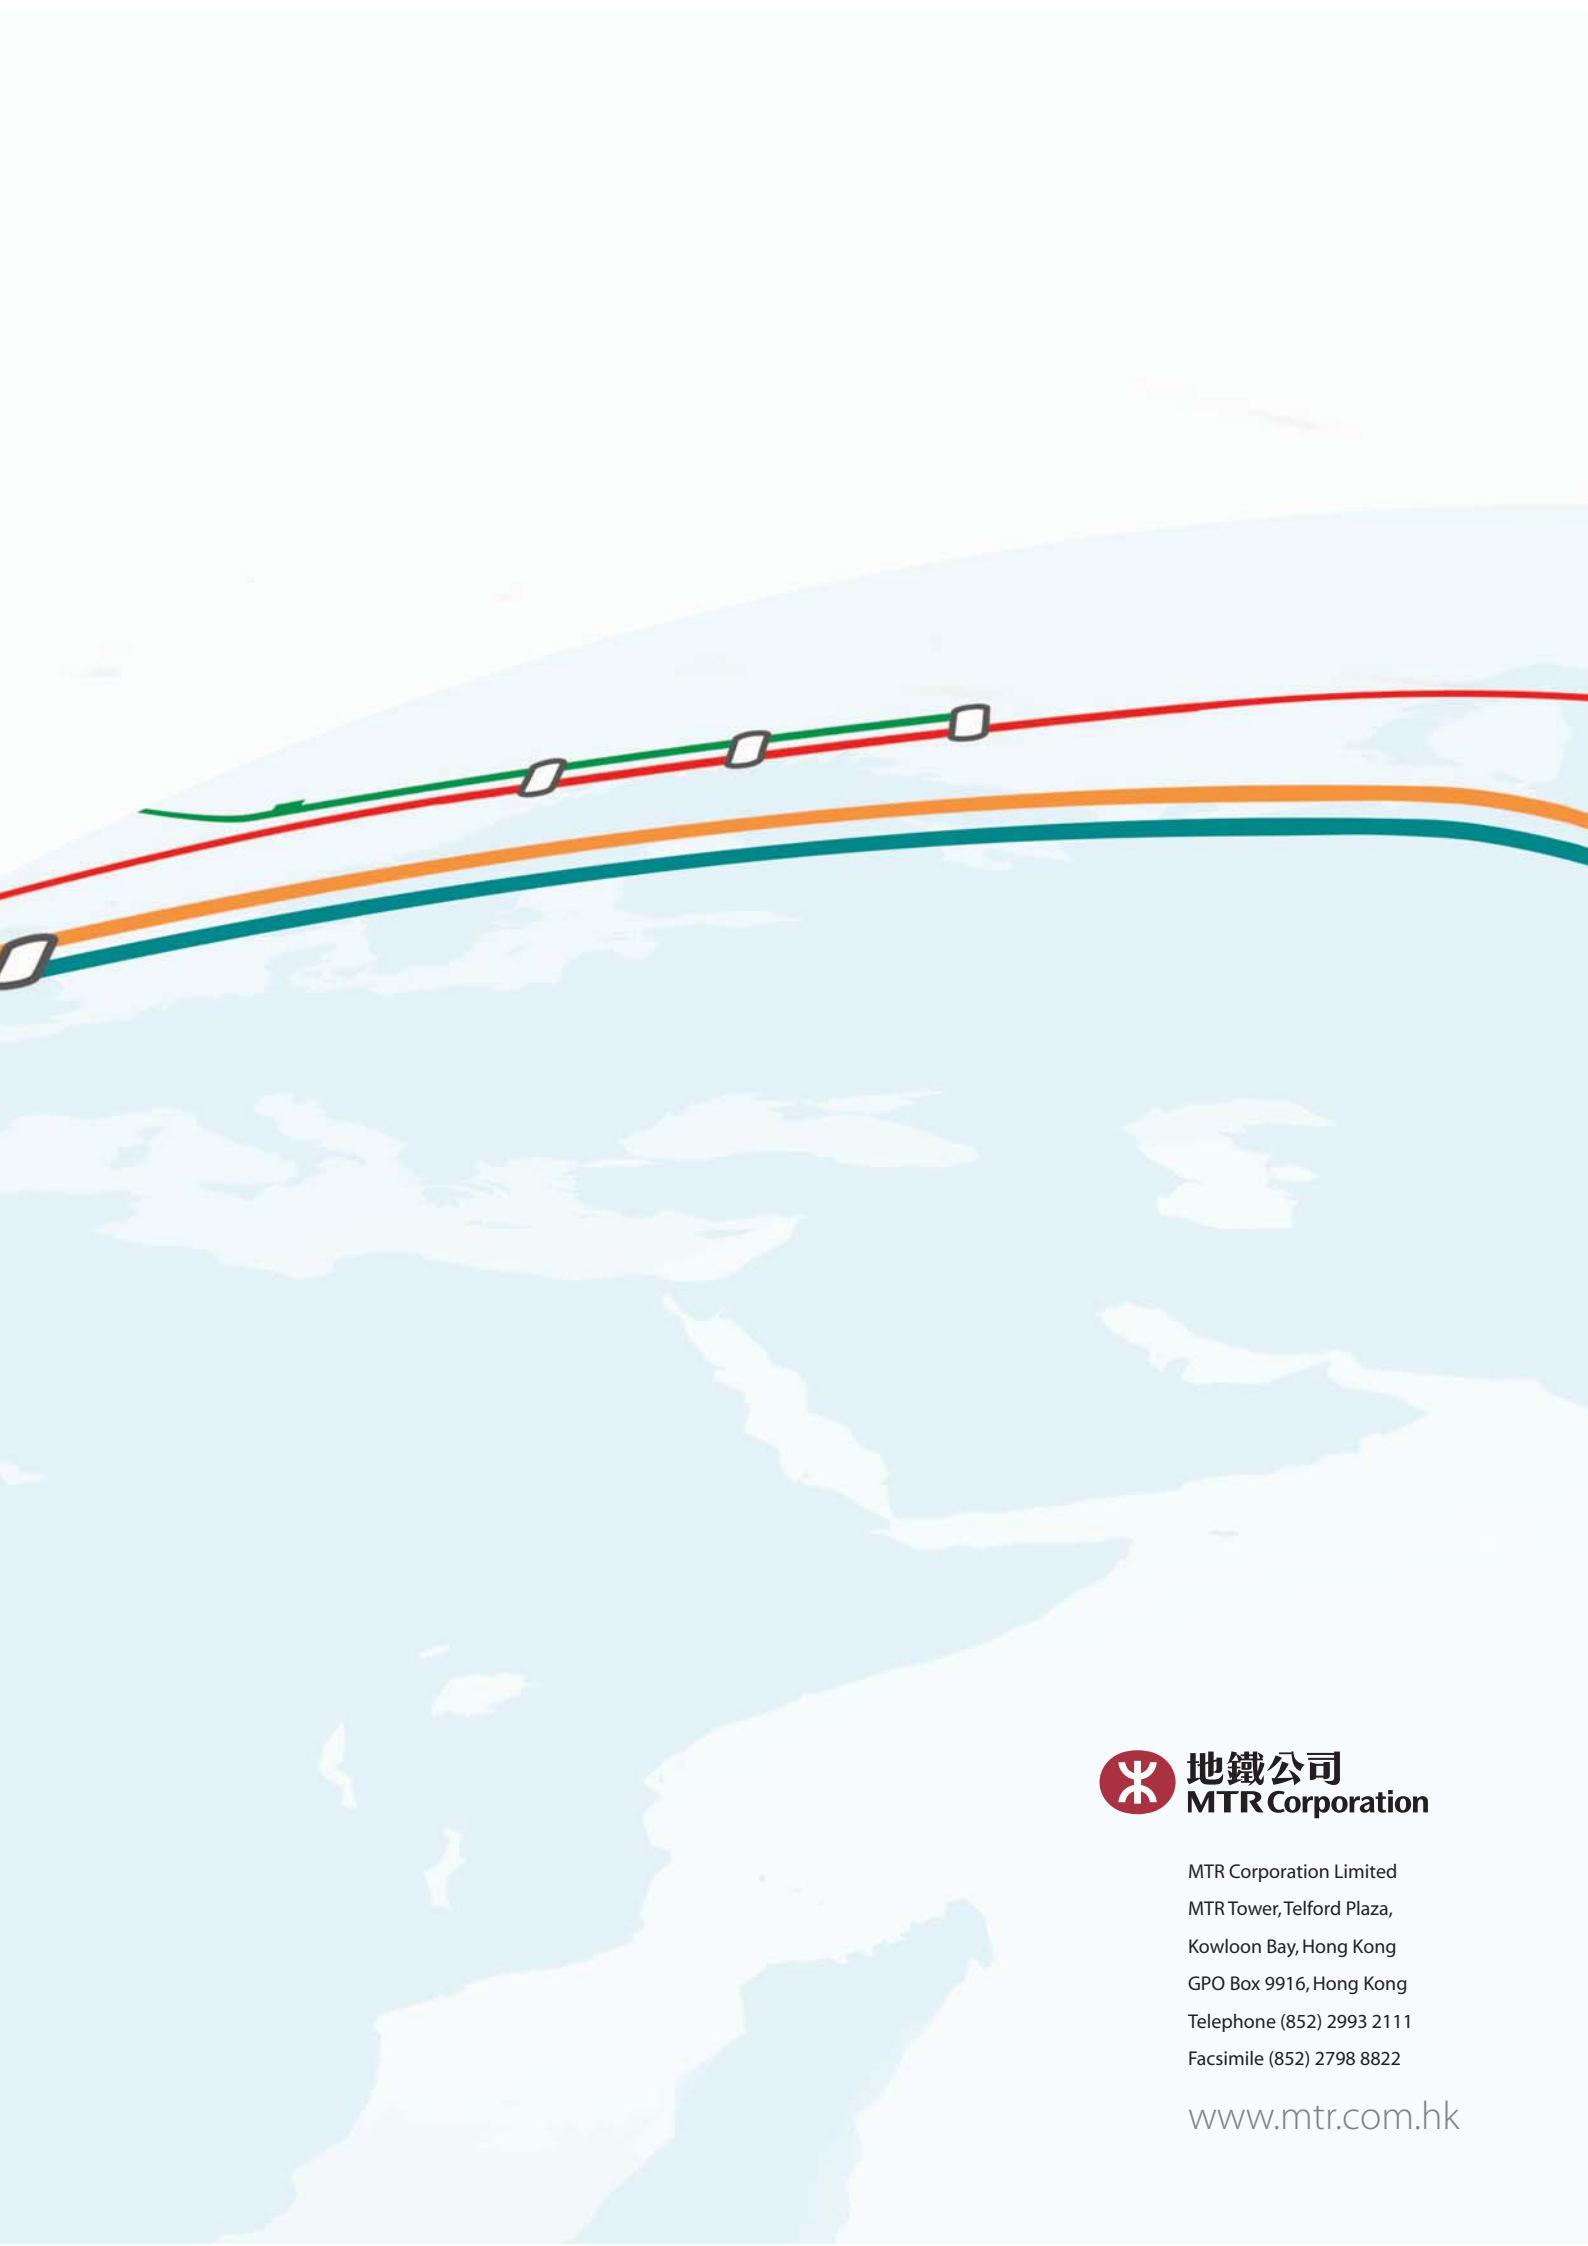 地鐵公司
MTR Corporation
MTR Corporation Limited
MTR Tower, Telford Plaza,
Kowloon Bay, Hong Kong
GPO Box 9916, Hong Kong
Telephone (852) 2993 2111
Facsimile (852) 2798 8822
www.mtr.com.hk